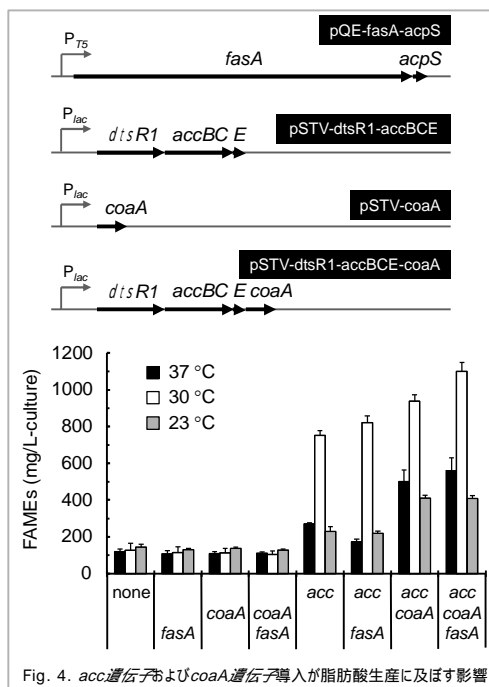 P_T5
fasA
acpS
pQE-fasA-acpS
P_lac
dtsR1 accBC E
pSTV-dtsR1-accBCE
P_lac
coaA
pSTV-coaA
P_lac
dtsR1 accBC E coaA
pSTV-dtsR1-accBCE-coaA
FAMEs (mg/L-culture)
1200
1000
800
600
400
200
0
37 °C
30 °C
23 °C
none
fasA
coaA
coaA
fasA
acc
acc
fasA
acc
coaA
acc
coaA
fasA
Fig. 4. acc遺伝子およびcoaA遺伝子導入が脂肪酸生産に及ぼす影響